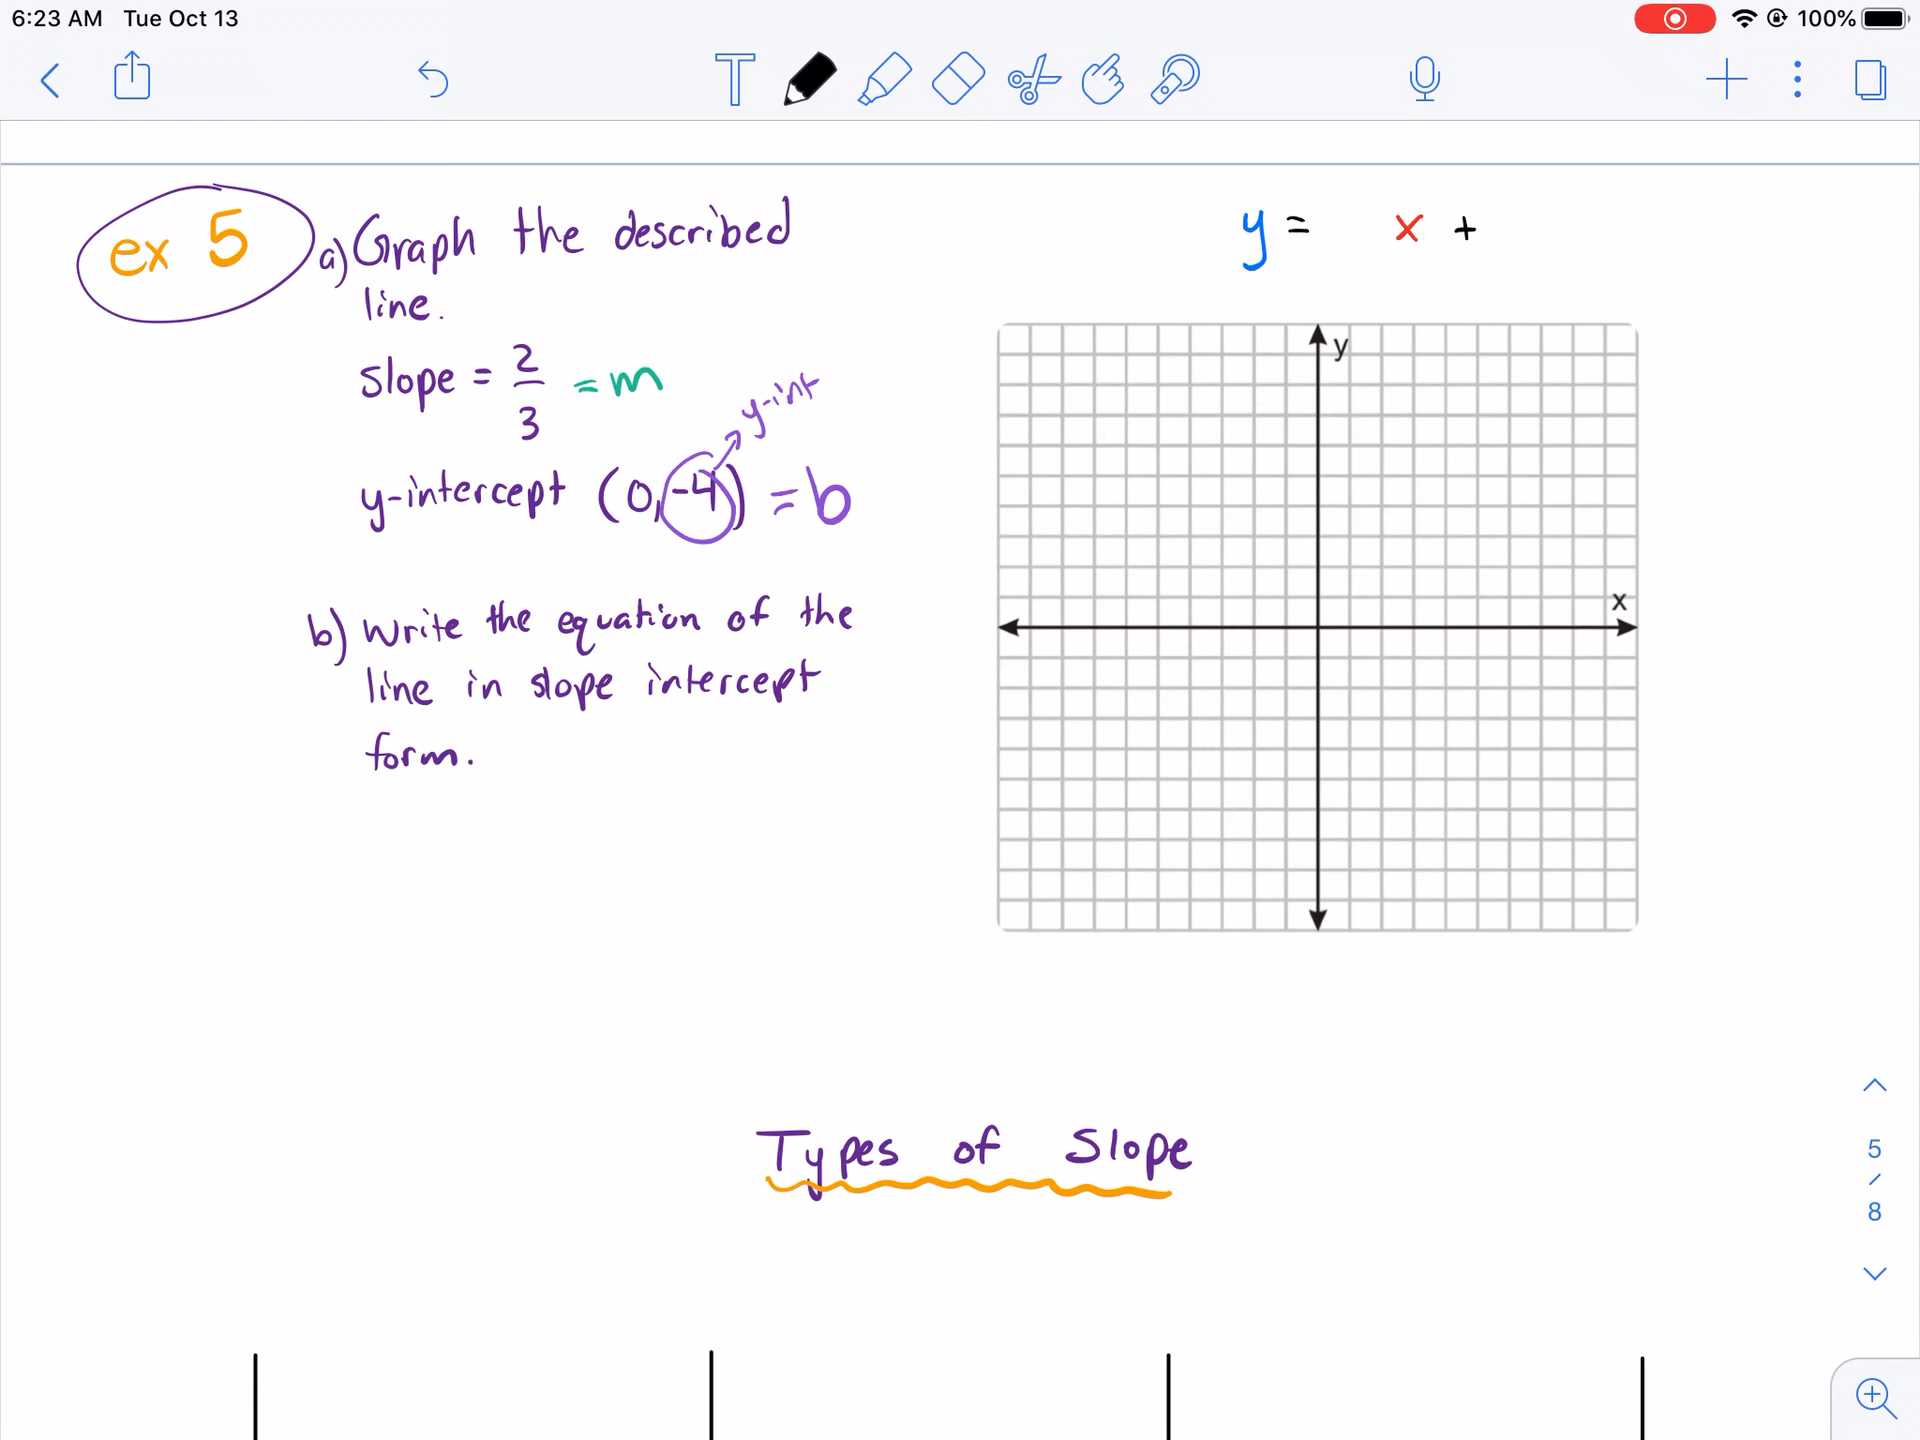 6:23 AM Tue Oct 13
100%
T
ex 5
a) Graph the described
line.
slope = 2/3 = m
y-int
y-intercept (0, -4) = b
b) Write the equation of the
line in slope intercept
form.
y = x +
y
x
Types of Slope
5
/
8